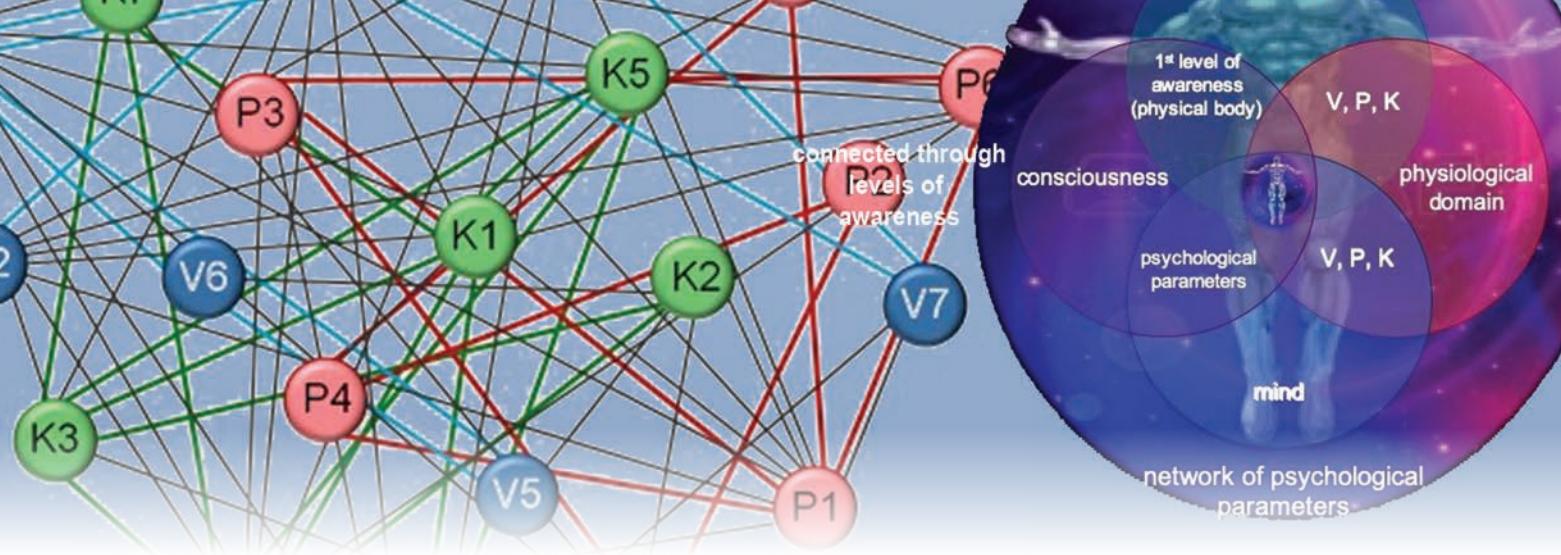 P3
K5
P6
P2
connected through
levels of
awareness
K1
K2
V6
V7
P4
K3
V5
P1
1st level of
awareness
(physical body)
V, P, K
consciousness
physiological
domain
psychological
parameters
V, P, K
mind
network of psychological
parameters